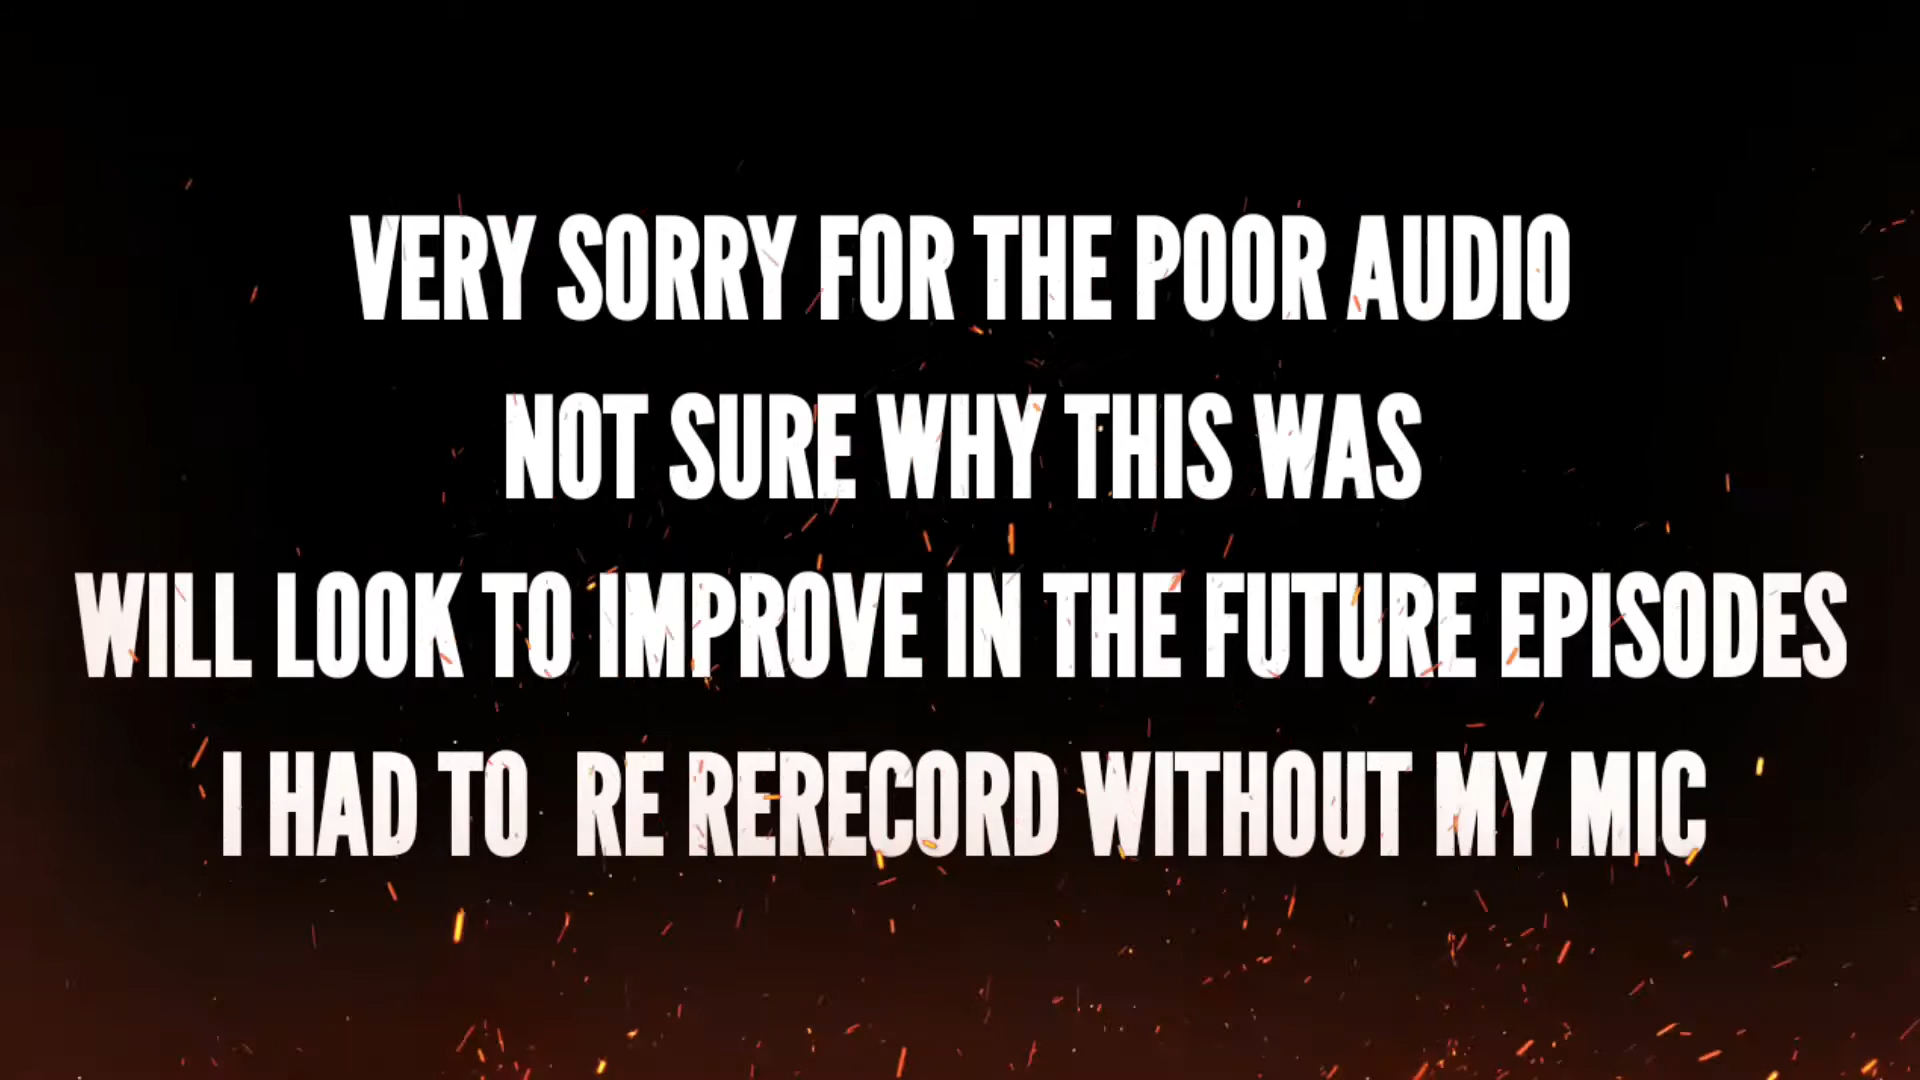 VERY SORRY FOR THE POOR AUDIO
NOT SURE WHY THIS WAS
WILL LOOK TO IMPROVE IN THE FUTURE EPISODES
I HAD TO  RE RERECORD WITHOUT MY MIC